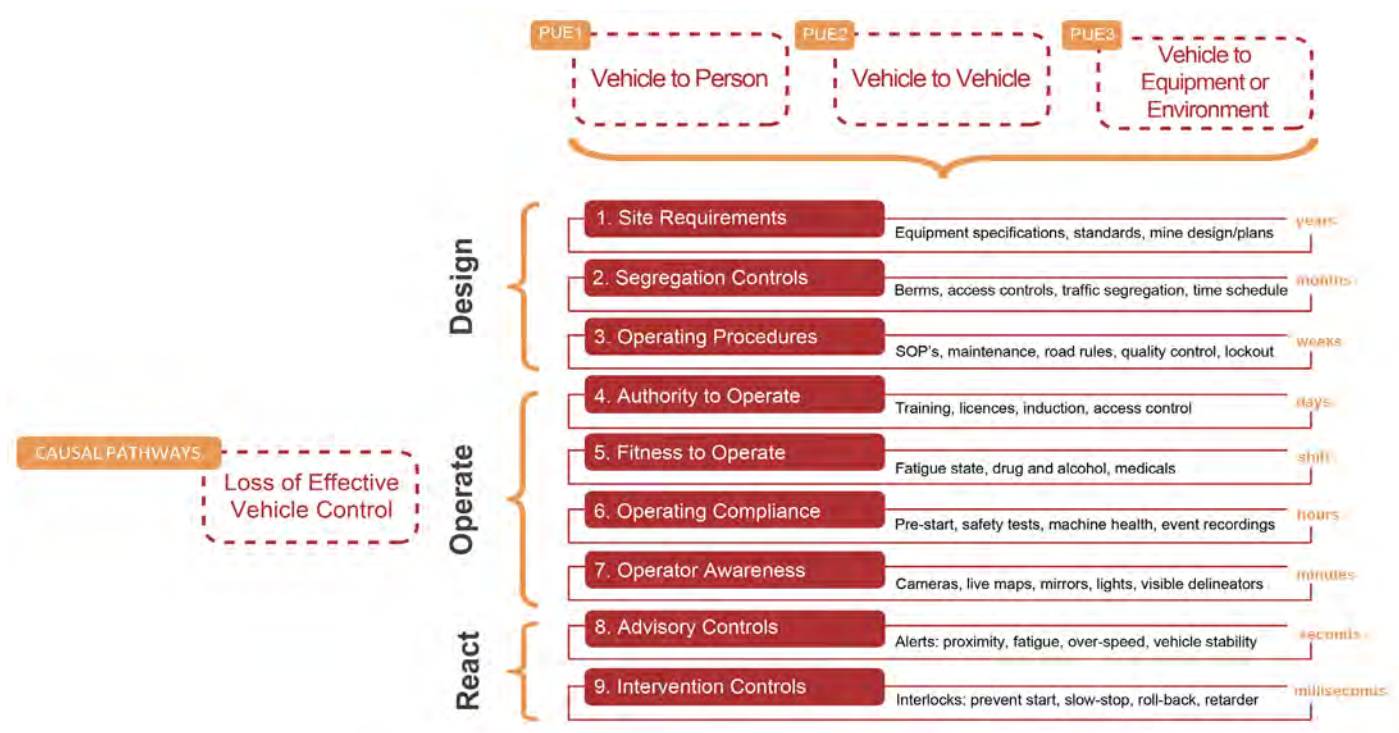 PUE1
Vehicle to Person
PUE2
Vehicle to Vehicle
PUE3
Vehicle to
Equipment or
Environment
Design
1. Site Requirements
Equipment specifications, standards, mine design/plans
years
2. Segregation Controls
Berms, access controls, traffic segregation, time schedule
months
3. Operating Procedures
SOP's, maintenance, road rules, quality control, lockout
weeks
CAUSAL PATHWAYS
Loss of Effective
Vehicle Control
Operate
4. Authority to Operate
Training, licences, induction, access control
days
5. Fitness to Operate
Fatigue state, drug and alcohol, medicals
shift
6. Operating Compliance
Pre-start, safety tests, machine health, event recordings
hours
7. Operator Awareness
Cameras, live maps, mirrors, lights, visible delineators
minutes
React
8. Advisory Controls
Alerts: proximity, fatigue, over-speed, vehicle stability
seconds
9. Intervention Controls
Interlocks: prevent start, slow-stop, roll-back, retarder
milliseconds